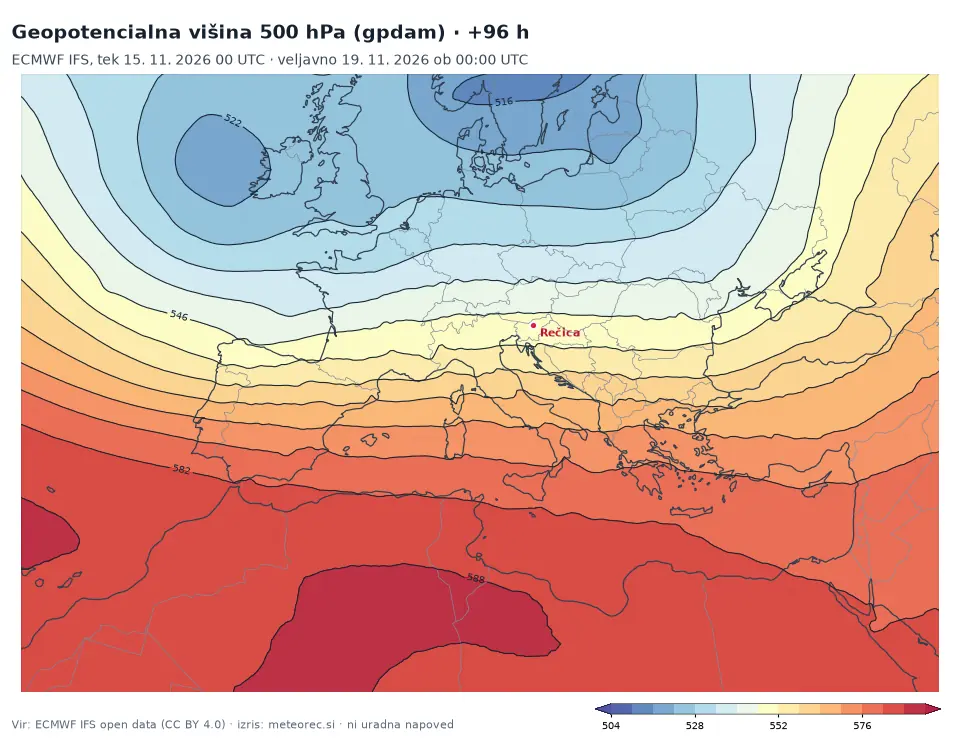 Geopotencialna višina 500 hPa (gpdam) · +96 h
ECMWF IFS, tek 15. 11. 2026 00 UTC · veljavno 19. 11. 2026 ob 00:00 UTC
516
522
546
Rečica
582
588
504 528 552 576
Vir: ECMWF IFS open data (CC BY 4.0) · izris: meteorec.si · ni uradna napoved